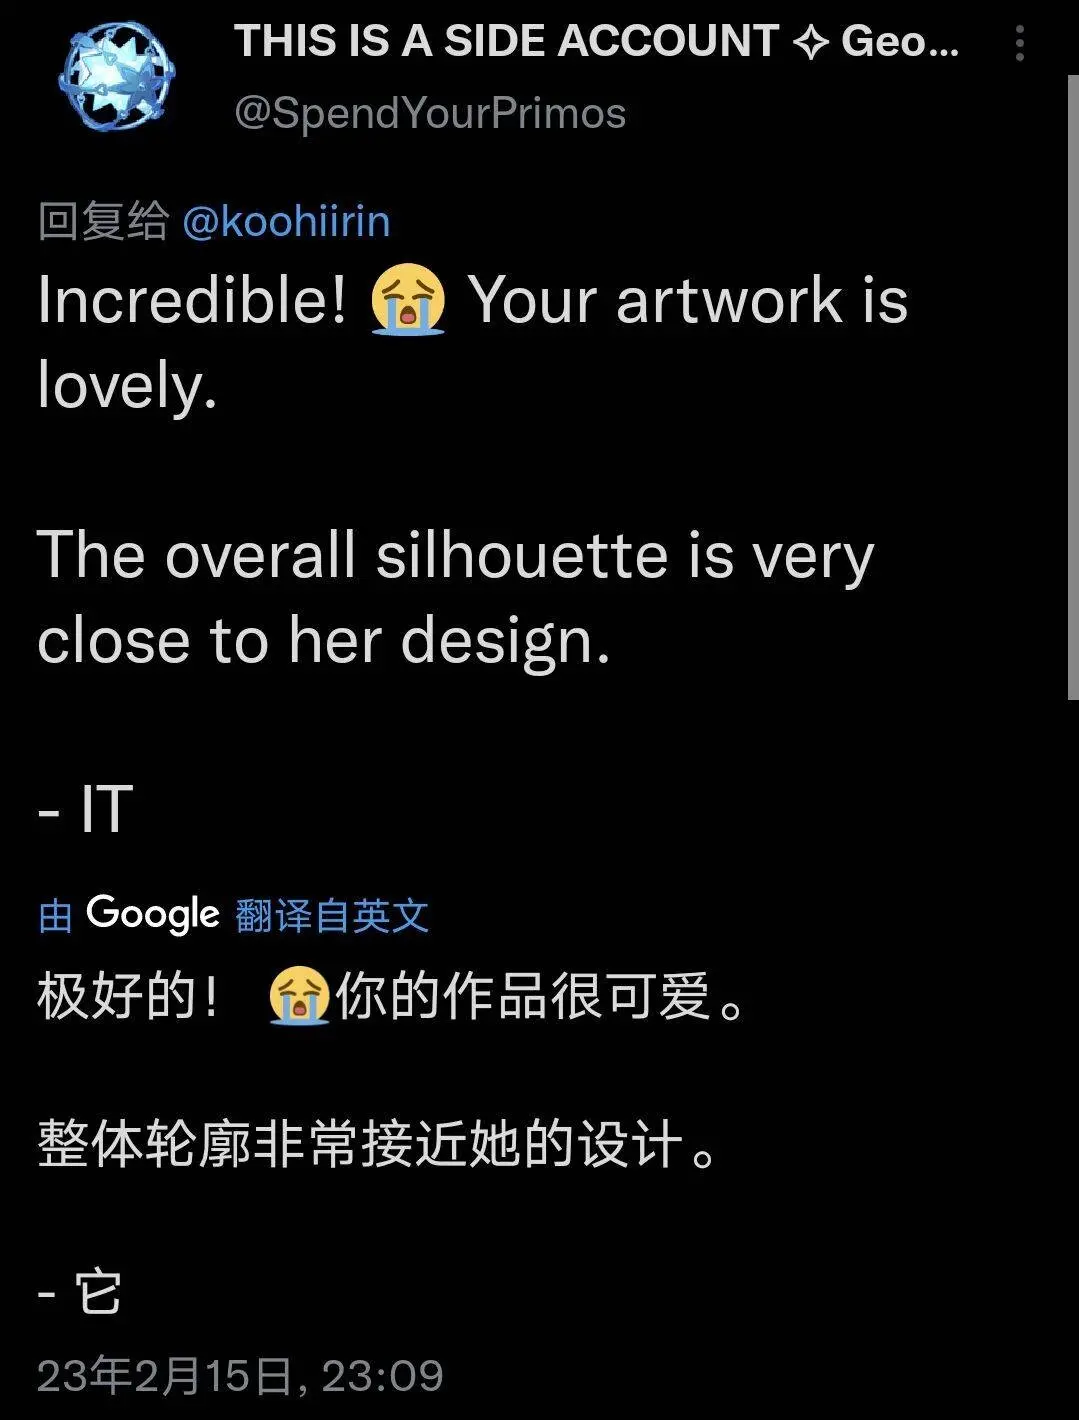 THIS IS A SIDE ACCOUNT ✧ Geo...
@SpendYourPrimos
回复给 @koohiirin
Incredible! 😭 Your artwork is
lovely.
The overall silhouette is very
close to her design.
- IT
由 Google 翻译自英文
极好的！ 😭你的作品很可爱。
整体轮廓非常接近她的设计。
- 它
23年2月15日, 23:09